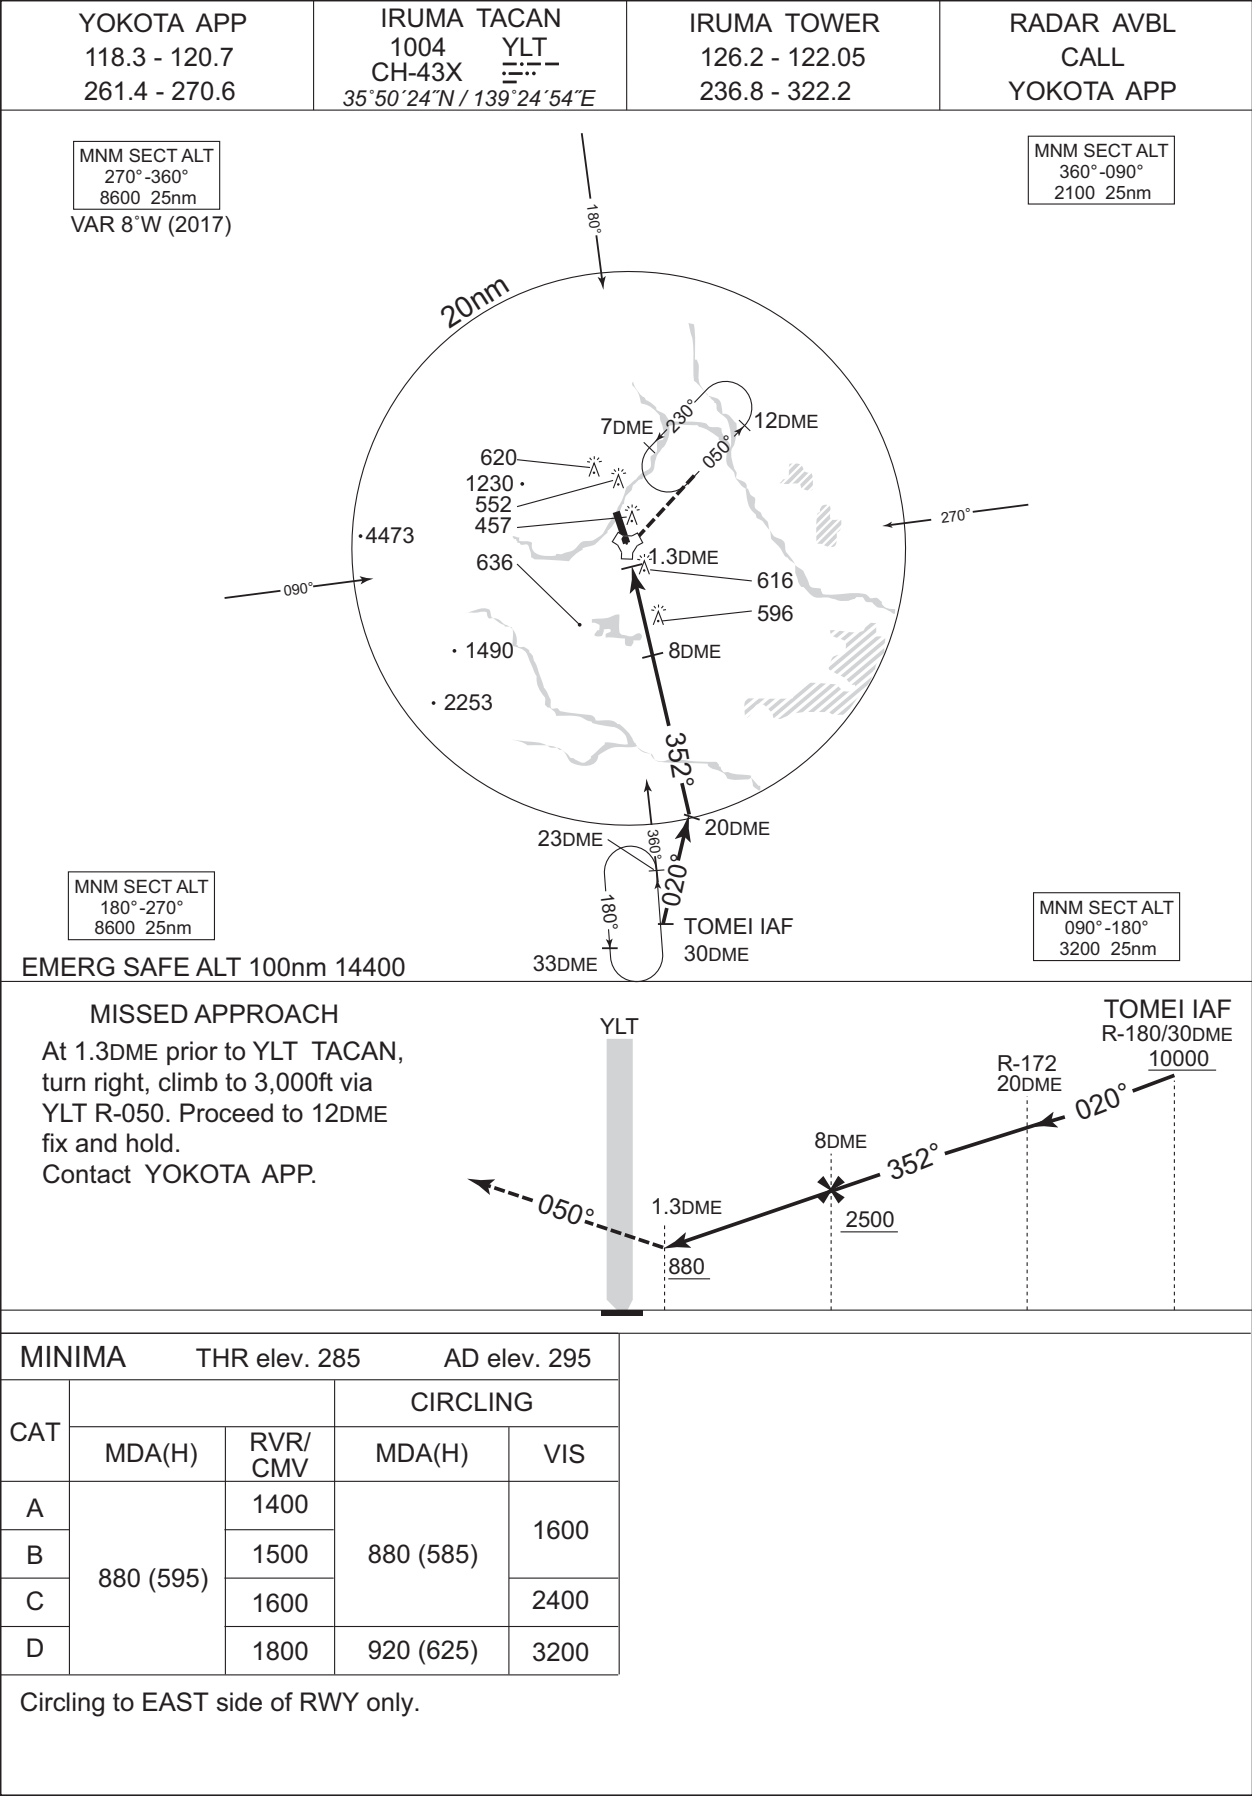 YOKOTA APP
118.3 - 120.7
261.4 - 270.6
IRUMA TACAN
1004 YLT
CH-43X
35°50´24˝N / 139°24´54˝E
IRUMA TOWER
126.2 - 122.05
236.8 - 322.2
RADAR AVBL
CALL
YOKOTA APP
MNM SECT ALT
270°-360°
8600 25nm
VAR 8°W (2017)
MNM SECT ALT
360°-090°
2100 25nm
180°
20nm
230°
7DME
12DME
050°
620
1230
552
457
4473
270°
1.3DME
636
616
090°
596
1490
8DME
2253
352°
20DME
23DME
360°
020°
180°
TOMEI IAF
30DME
33DME
MNM SECT ALT
180°-270°
8600 25nm
MNM SECT ALT
090°-180°
3200 25nm
EMERG SAFE ALT 100nm 14400
MISSED APPROACH
At 1.3DME prior to YLT TACAN,
turn right, climb to 3,000ft via
YLT R-050. Proceed to 12DME
fix and hold.
Contact YOKOTA APP.
YLT
TOMEI IAF
R-180/30DME
10000
R-172
20DME
020°
8DME
352°
2500
1.3DME
050°
880
MINIMA THR elev. 285 AD elev. 295
CAT
CIRCLING
MDA(H)
RVR/
CMV
MDA(H)
VIS
A
1400
1600
B
1500
880 (585)
880 (595)
C
1600
2400
D
1800
920 (625)
3200
Circling to EAST side of RWY only.